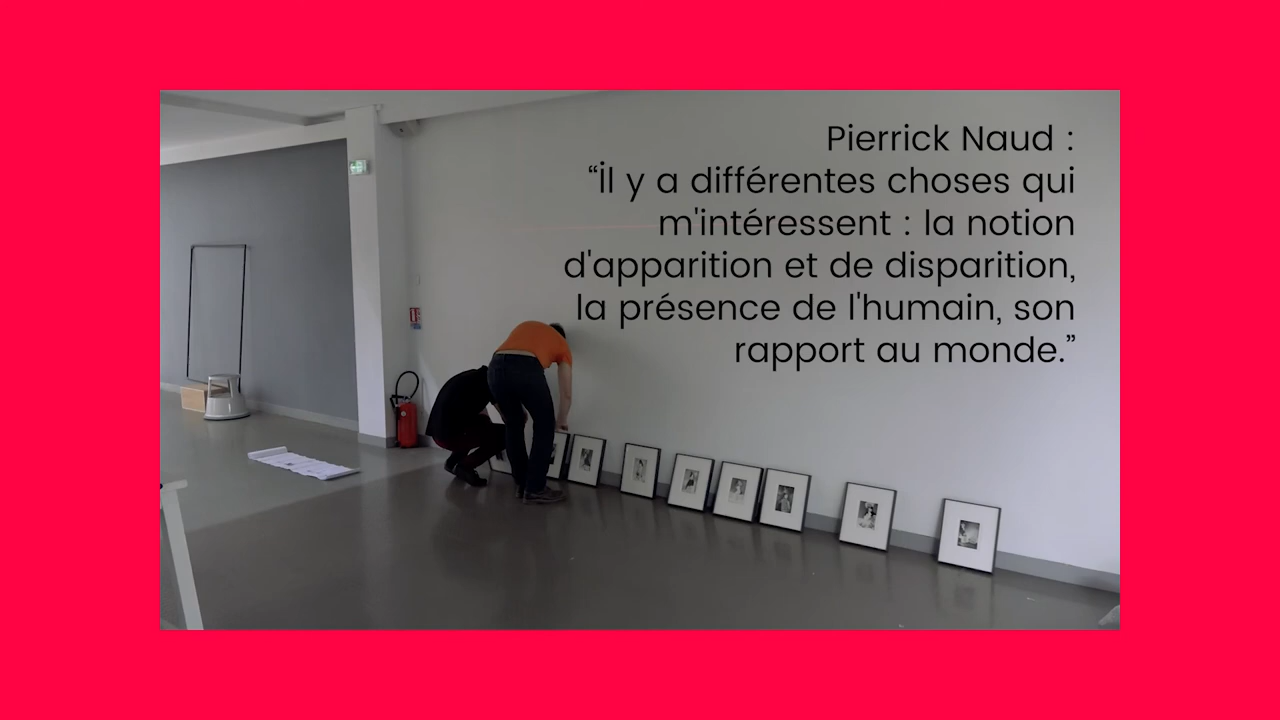 Pierrick Naud :
“il y a différentes choses qui
m'intéressent : la notion
d'apparition et de disparition,
la présence de l'humain, son
rapport au monde.”